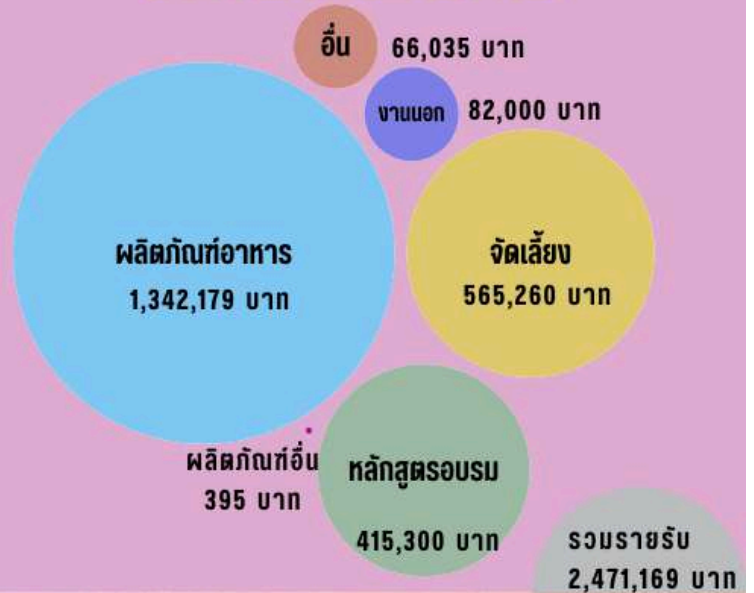 อื่น 66,035 บาท
งานนอก 82,000 บาท
ผลิตภัณฑ์อาหาร
1,342,179 บาท
จัดเลี้ยง
565,260 บาท
ผลิตภัณฑ์อื่น
395 บาท
หลักสูตรอบรม
415,300 บาท
รวมรายรับ
2,471,169 บาท